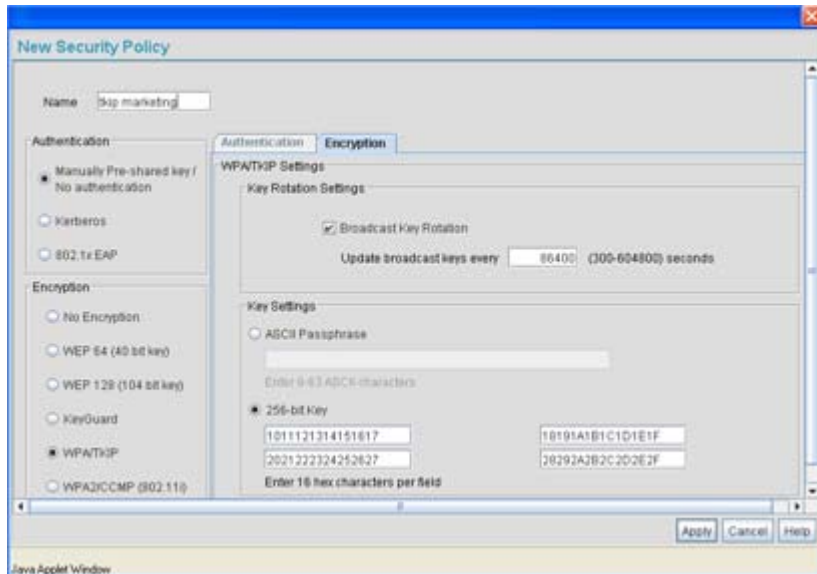 New Security Policy
Name tkip marketing
Authentication
Manually Pre-shared key /
No authentication
Kerberos
802.1x EAP
Encryption
No Encryption
WEP 64 (40 bit key)
WEP 128 (104 bit key)
KeyGuard
WPA/TKIP
WPA2/CCMP (802.11i)
Authentication Encryption
WPA/TKIP Settings
Key Rotation Settings
Broadcast Key Rotation
Update broadcast keys every 86400 (300-604800) seconds
Key Settings
ASCII Passphrase
Enter 8-63 ASCII characters
256-bit Key
1011121314151617 18191A1B1C1D1E1F
2021222324252627 28292A2B2C2D2E2F
Enter 16 hex characters per field
Apply Cancel Help
Java Applet Window